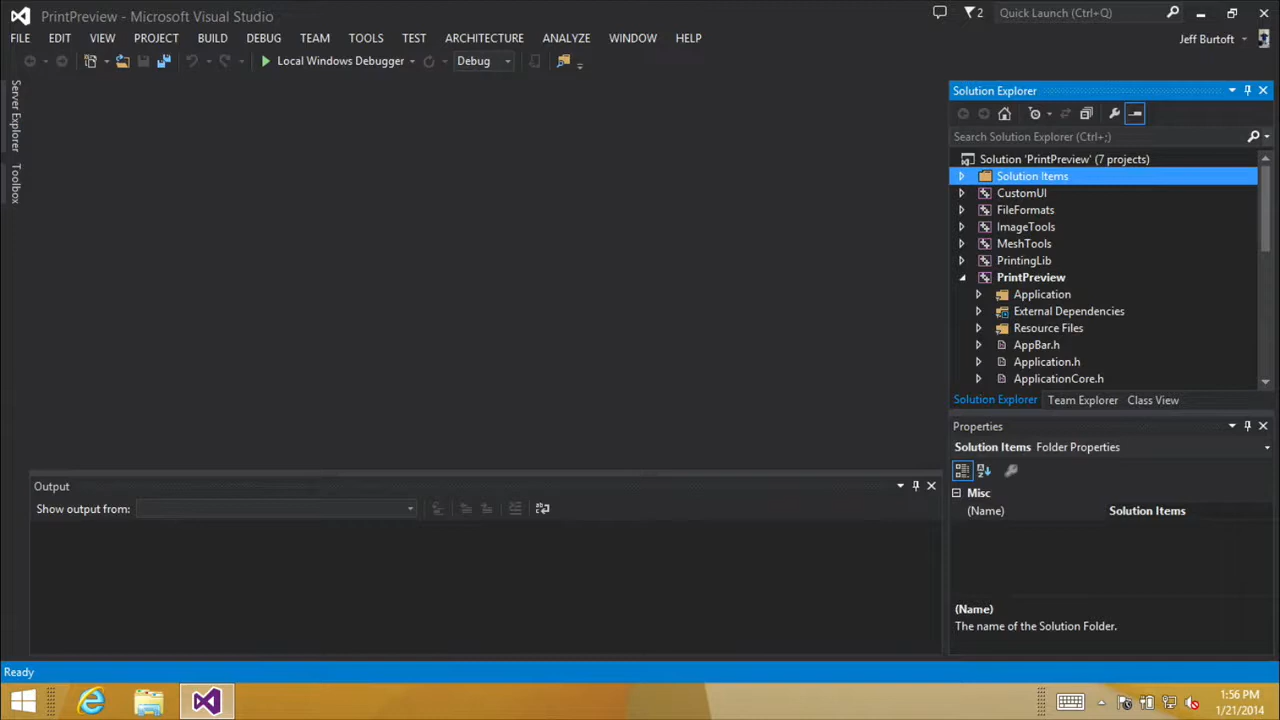 PrintPreview - Microsoft Visual Studio
2
Quick Launch (Ctrl+Q)
FILE EDIT VIEW PROJECT BUILD DEBUG TEAM TOOLS TEST ARCHITECTURE ANALYZE WINDOW HELP
Jeff Burtoft
Local Windows Debugger
Debug
Server Explorer
Toolbox
Solution Explorer
Search Solution Explorer (Ctrl+;)
Solution 'PrintPreview' (7 projects)
Solution Items
CustomUI
FileFormats
ImageTools
MeshTools
PrintingLib
PrintPreview
Application
External Dependencies
Resource Files
AppBar.h
Application.h
ApplicationCore.h
Solution Explorer Team Explorer Class View
Properties
Solution Items Folder Properties
Misc
(Name) Solution Items
(Name)
The name of the Solution Folder.
Output
Show output from:
Ready
1:56 PM
1/21/2014